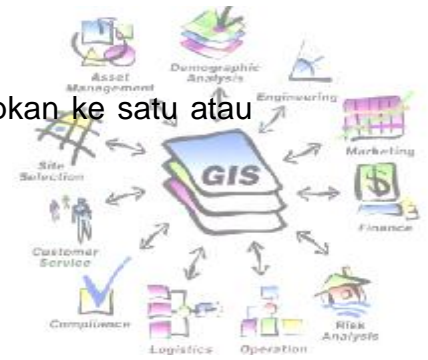 Asset
Management
Demographic
Analysis
Engineering
okan ke satu atau
Marketing
Site
Selection
GIS
Finance
Customer
Service
Compliance
Logistics
Operation
Risk
Analysis